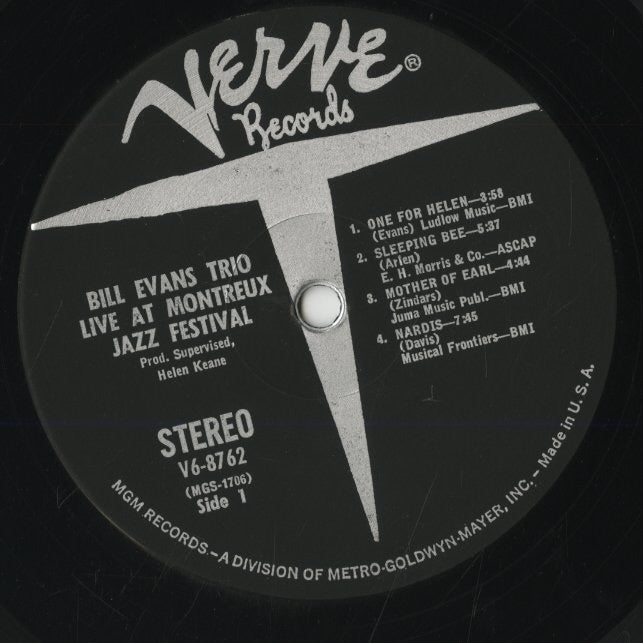 Verve®
Records
BILL EVANS TRIO
LIVE AT MONTREUX
JAZZ FESTIVAL
Prod. Supervised,
Helen Keane
STEREO
V6-8762
(MGS-1706)
Side 1
1. ONE FOR HELEN—3:58
(Evans) Ludlow Music—BMI
2. SLEEPING BEE—5:37
(Arlen)
E. H. Morris & Co.—ASCAP
3. MOTHER OF EARL—4:44
(Zindars)
Juma Music Publ.—BMI
4. NARDIS—7:45
(Davis)
Musical Frontiers—BMI
MGM RECORDS – A DIVISION OF METRO-GOLDWYN-MAYER, INC. – Made in U. S. A.